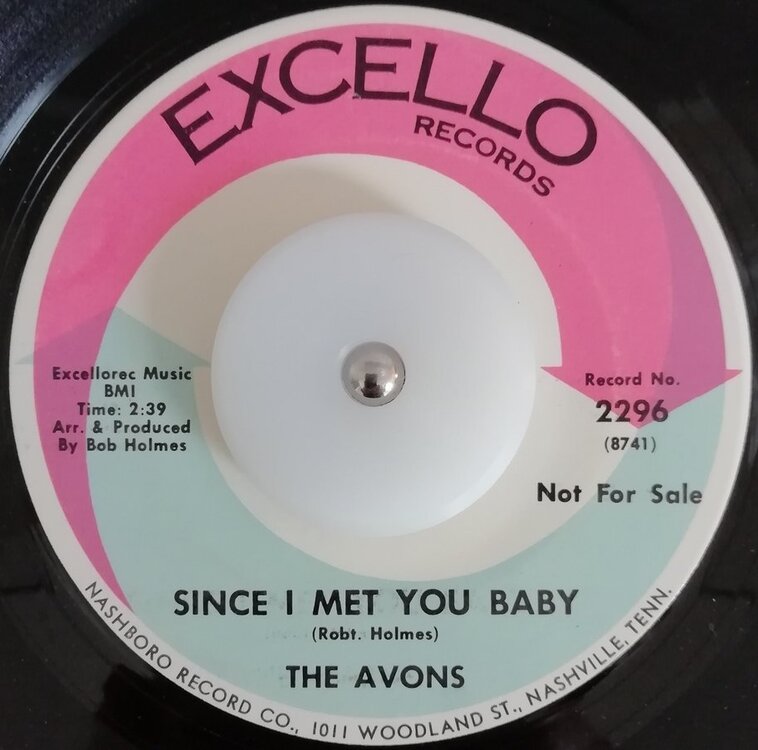 EXCELLO
RECORDS
Excellorec Music
BMI
Time: 2:39
Arr. & Produced
By Bob Holmes
Record No.
2296
(8741)
Not For Sale
SINCE I MET YOU BABY
(Robt. Holmes)
THE AVONS
NASHBORO RECORD CO., 1011 WOODLAND ST., NASHVILLE, TENN.